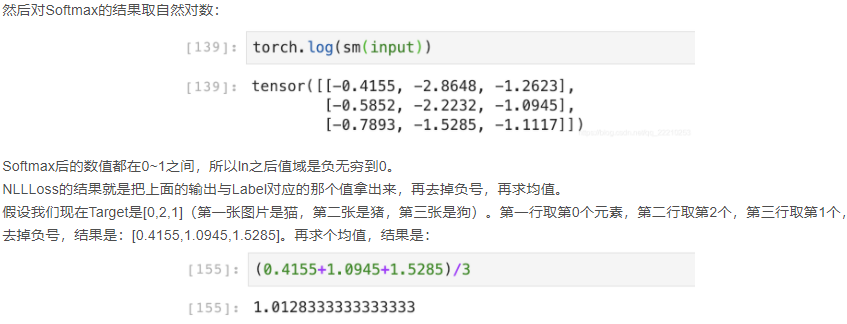 然后对Softmax的结果取自然对数：
[139]: torch.log(sm(input))
[139]: tensor([[-0.4155, -2.8648, -1.2623],
[-0.5852, -2.2232, -1.0945],
[-0.7893, -1.5285, -1.1117]])
Softmax后的数值都在0~1之间，所以ln之后值域是负无穷到0。
NLLLoss的结果就是把上面的输出与Label对应的那个值拿出来，再去掉负号，再求均值。
假设我们现在Target是[0,2,1]（第一张图片是猫，第二张是猪，第三张是狗）。第一行取第0个元素，第二行取第2个，第三行取第1个，
去掉负号，结果是：[0.4155,1.0945,1.5285]。再求个均值，结果是：
[155]: (0.4155+1.0945+1.5285)/3
[155]: 1.0128333333333333